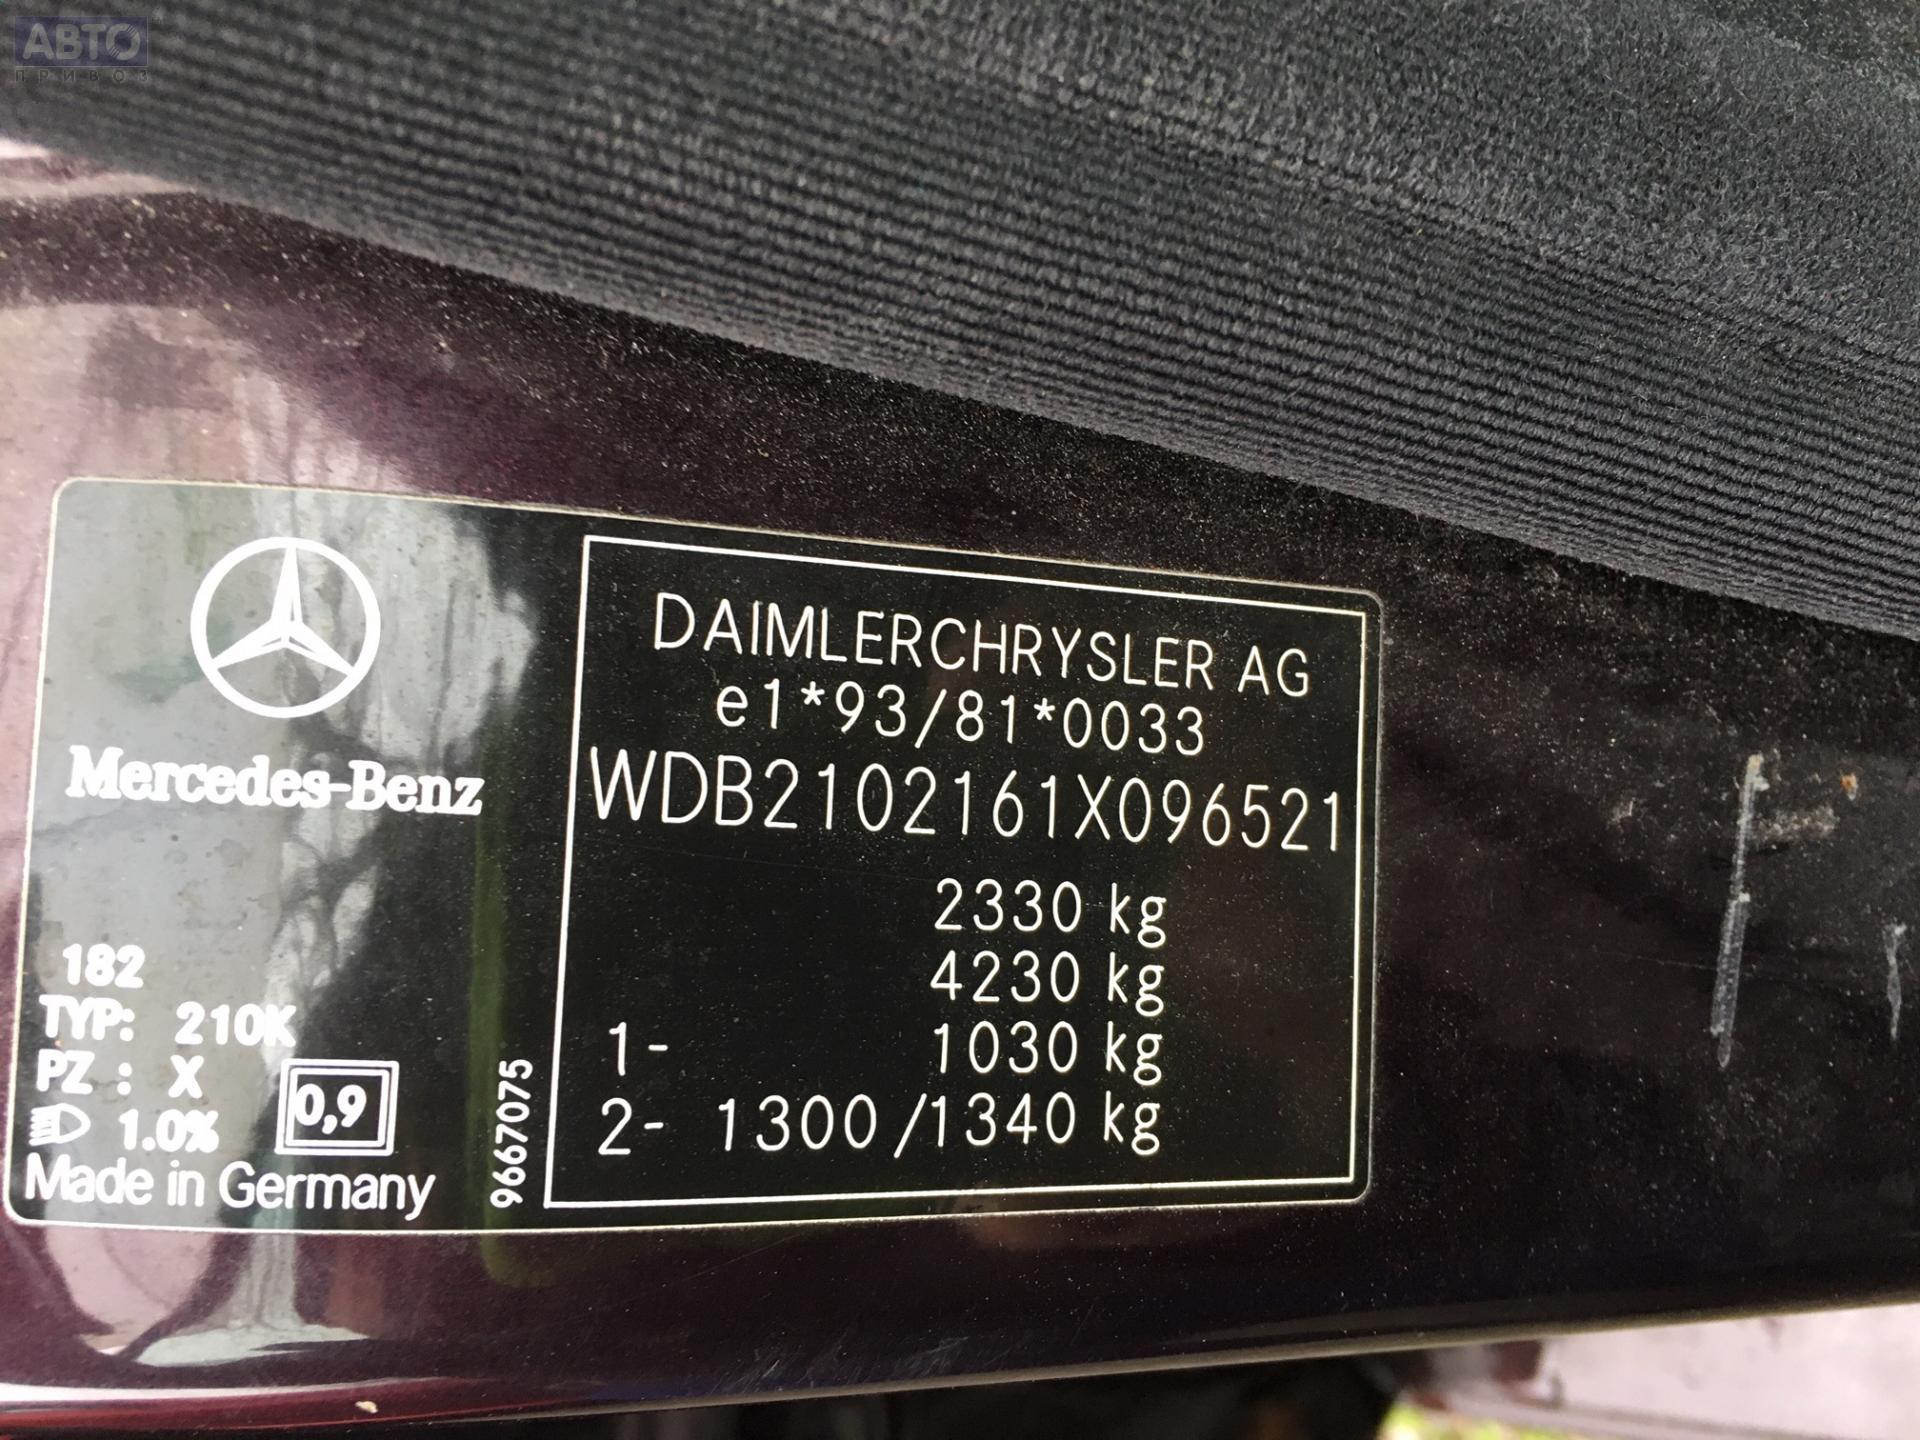 АВТО
ПРИВОЗ
Mercedes-Benz
182
TYP: 210K
PZ : X
1.0%
0,9
Made in Germany
9667075
DAIMLERCHRYSLER AG
e1*93/81*0033
WDB2102161X096521
2330 kg
4230 kg
1- 1030 kg
2- 1300/1340 kg